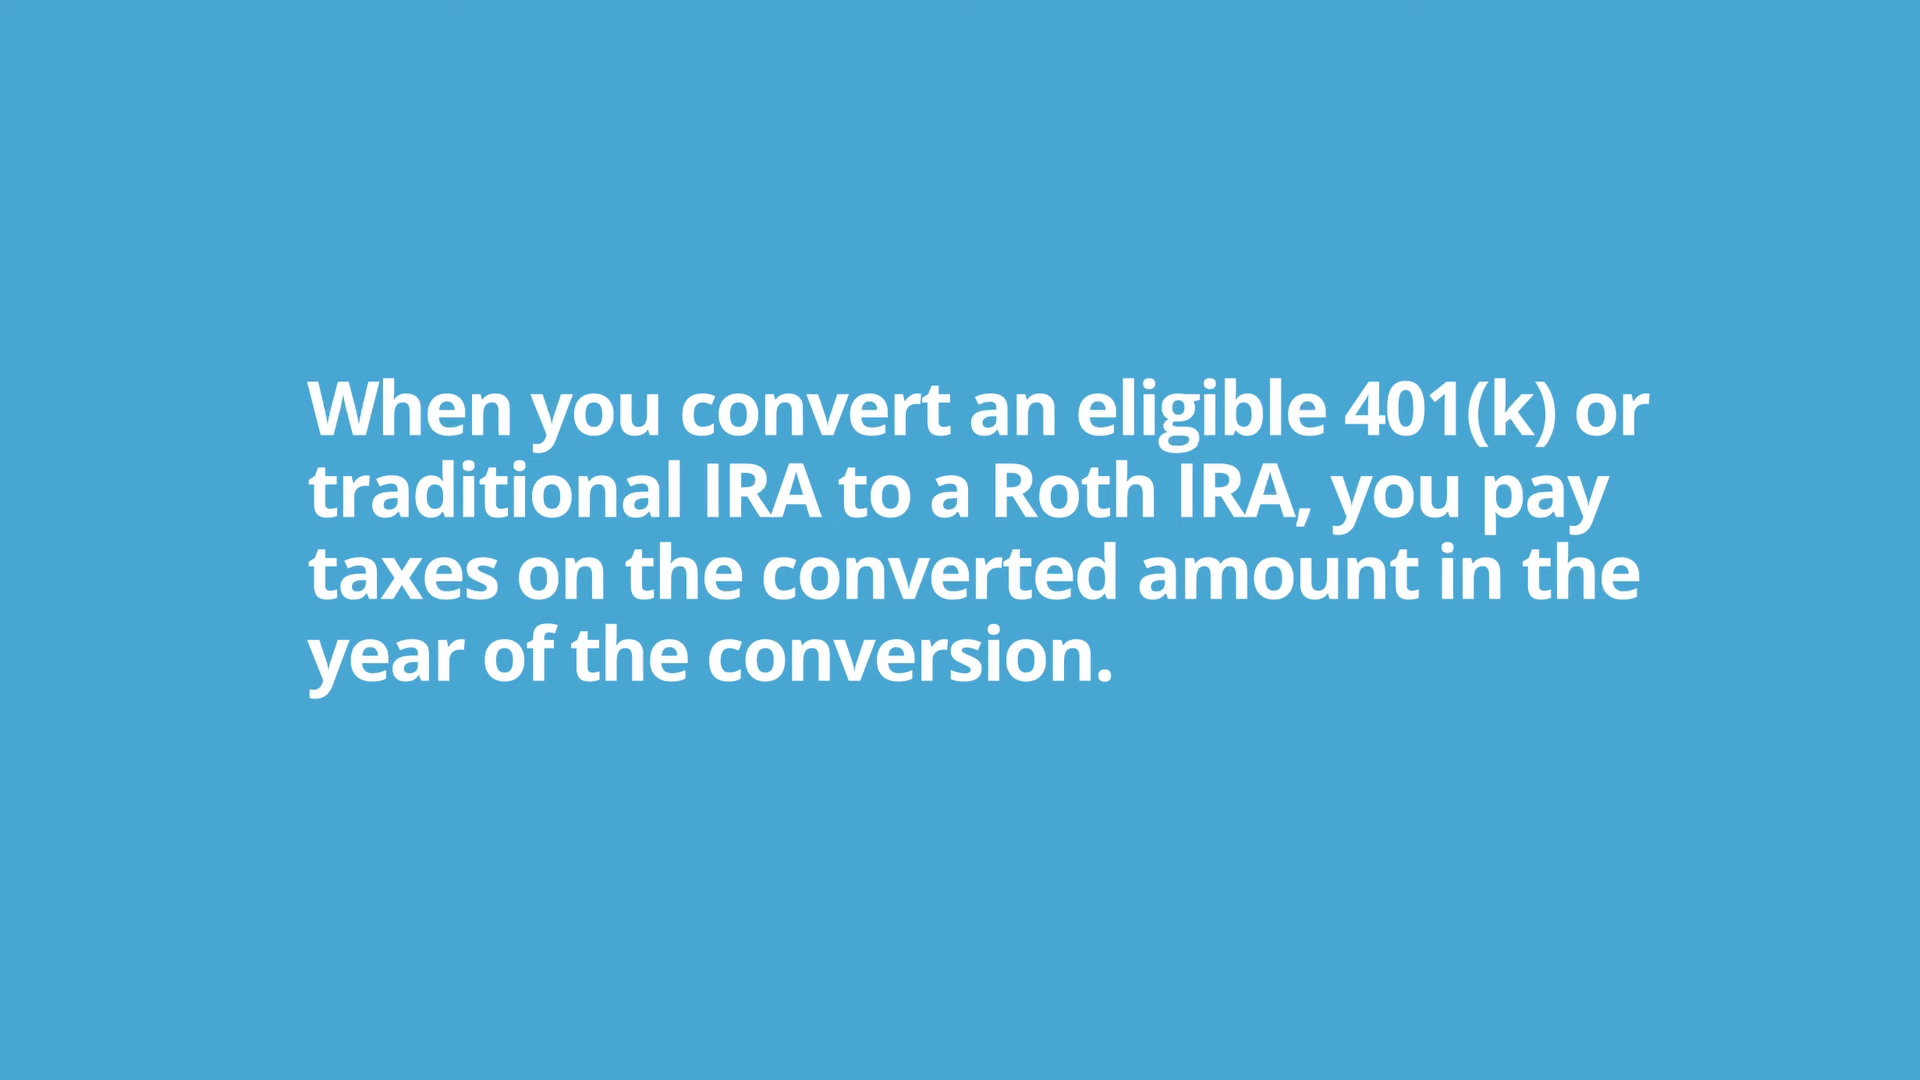 When you convert an eligible 401(k) or
traditional IRA to a Roth IRA, you pay
taxes on the converted amount in the
year of the conversion.